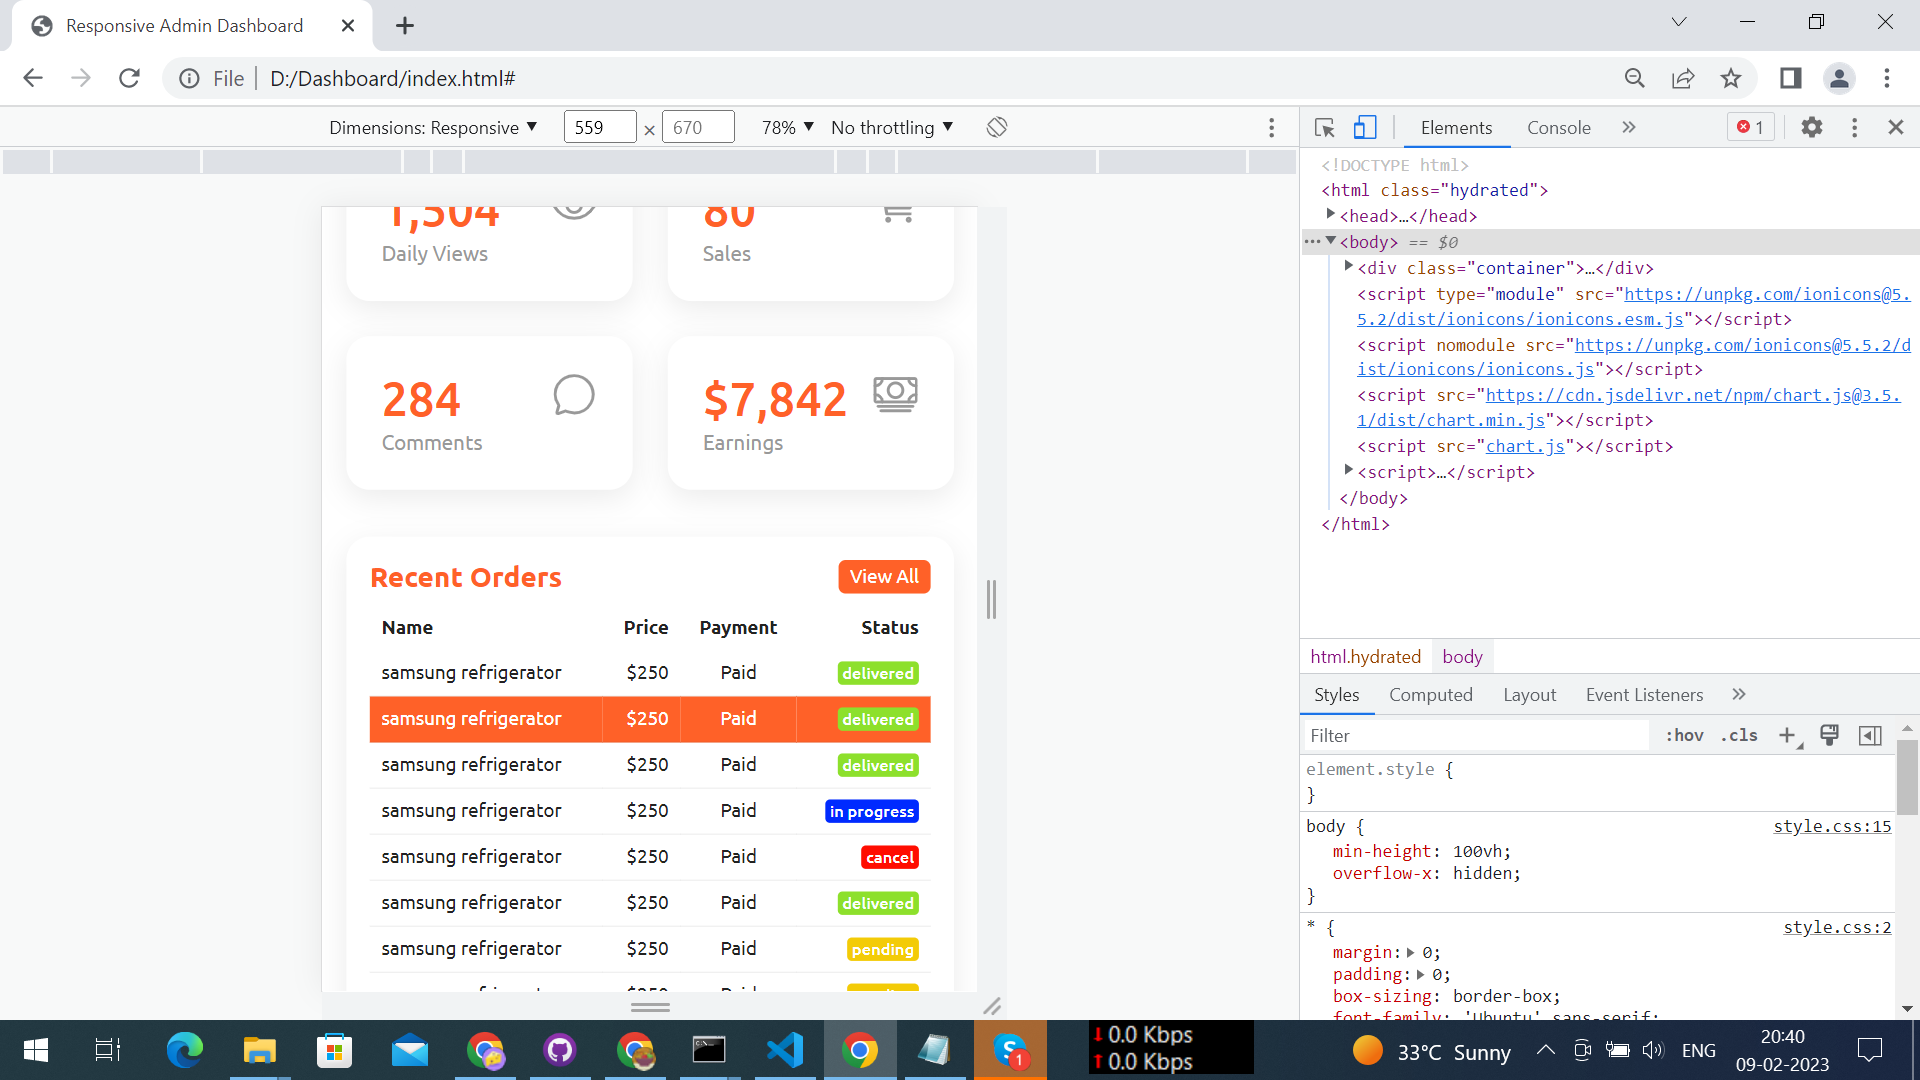 Responsive Admin Dashboard
File
D:/Dashboard/index.html#
Dimensions: Responsive
559 × 670
78%
No throttling
Elements
Console
1
1,504
Daily Views
80
Sales
284
Comments
$7,842
Earnings
Recent Orders
View All
Name Price Payment Status
samsung refrigerator $250 Paid delivered
samsung refrigerator $250 Paid delivered
samsung refrigerator $250 Paid delivered
samsung refrigerator $250 Paid in progress
samsung refrigerator $250 Paid cancel
samsung refrigerator $250 Paid delivered
samsung refrigerator $250 Paid pending
<!DOCTYPE html>
<html class="hydrated">
<head>…</head>
<body> == $0
<div class="container">…</div>
<script type="module" src="https://unpkg.com/ionicons@5.
5.2/dist/ionicons/ionicons.esm.js"></script>
<script nomodule src="https://unpkg.com/ionicons@5.5.2/d
ist/ionicons/ionicons.js"></script>
<script src="https://cdn.jsdelivr.net/npm/chart.js@3.5.
1/dist/chart.min.js"></script>
<script src="chart.js"></script>
<script>…</script>
</body>
</html>
html.hydrated body
Styles Computed Layout Event Listeners
Filter
:hov .cls
element.style {
}
body { style.css:15
min-height: 100vh;
overflow-x: hidden;
}
* { style.css:2
margin: 0;
padding: 0;
box-sizing: border-box;
font-family: 'Ubuntu' sans-serif;
0.0 Kbps
0.0 Kbps
1
33°C Sunny
ENG
20:40
09-02-2023